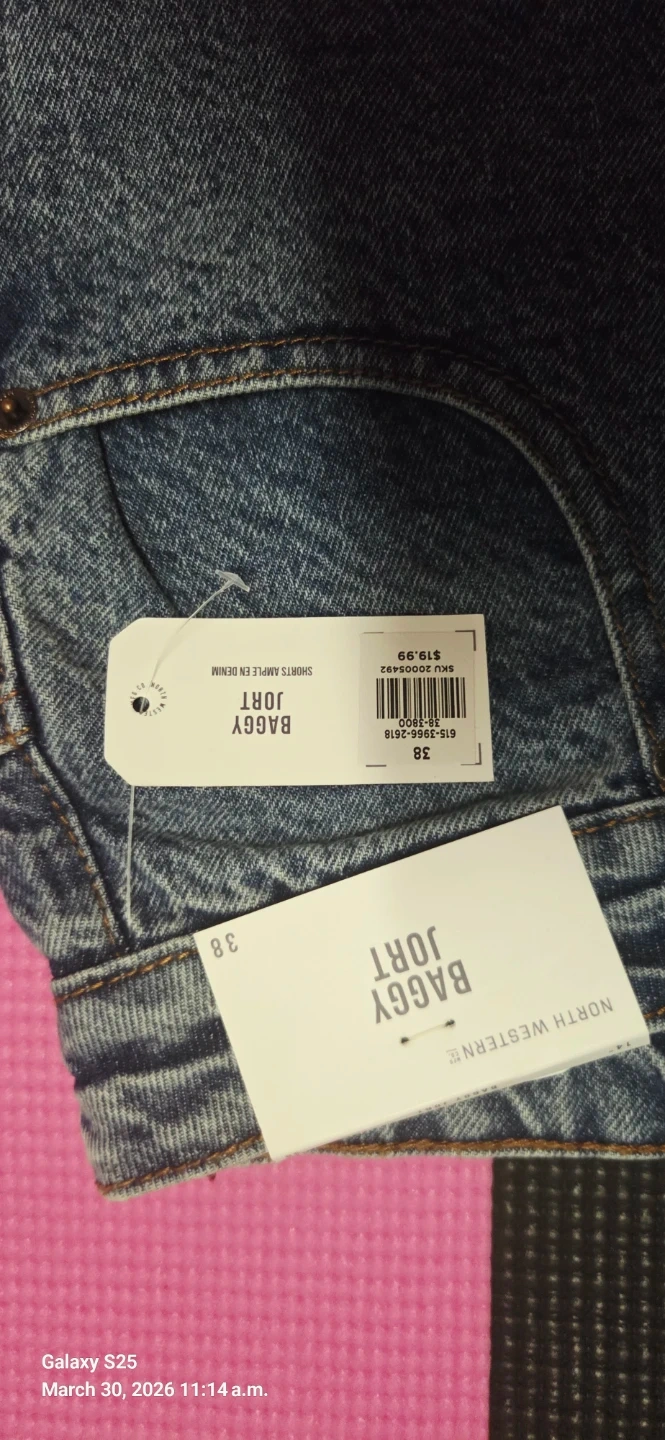 38
615-3966-2618
38-3800
SKU 20005492
$19.99
BAGGY
JORT
SHORTS AMPLE EN DENIM
NORTH WESTERN
BAGGY
JORT
38
Galaxy S25
March 30, 2026 11:14 a.m.